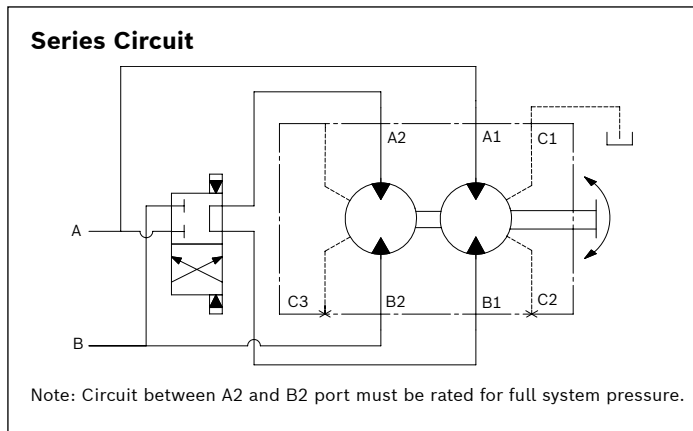 Series Circuit
A2
A1
C1
A
C3
B2
B1
C2
B
Note: Circuit between A2 and B2 port must be rated for full system pressure.